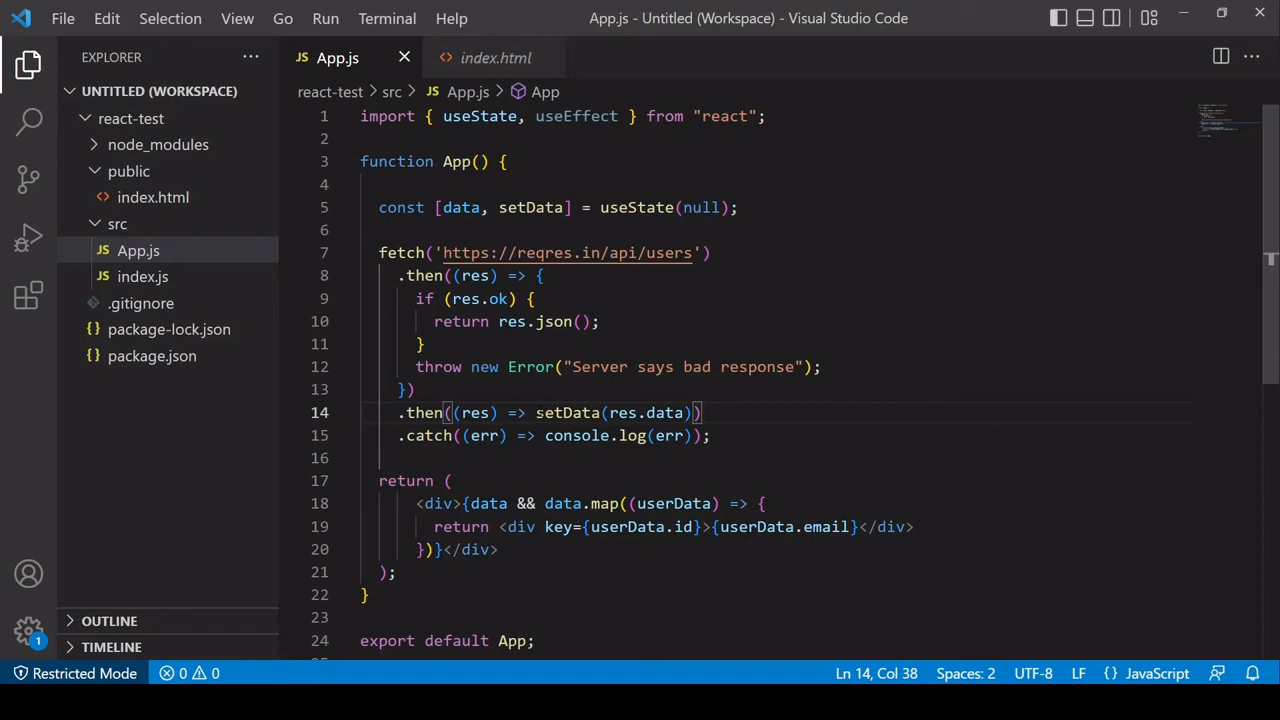 File Edit Selection View Go Run Terminal Help App.js - Untitled (Workspace) - Visual Studio Code
EXPLORER
UNTITLED (WORKSPACE)
react-test
node_modules
public
index.html
src
App.js
index.js
.gitignore
package-lock.json
package.json
OUTLINE
TIMELINE
App.js index.html
react-test > src > App.js > App
1 import { useState, useEffect } from "react";
2
3 function App() {
4
5 const [data, setData] = useState(null);
6
7 fetch('https://reqres.in/api/users')
8 .then((res) => {
9 if (res.ok) {
10 return res.json();
11 }
12 throw new Error("Server says bad response");
13 })
14 .then((res) => setData(res.data))
15 .catch((err) => console.log(err));
16
17 return (
18 <div>{data && data.map((userData) => {
19 return <div key={userData.id}>{userData.email}</div>
20 })}</div>
21 );
22 }
23
24 export default App;
1
Restricted Mode 0 0 Ln 14, Col 38 Spaces: 2 UTF-8 LF {} JavaScript